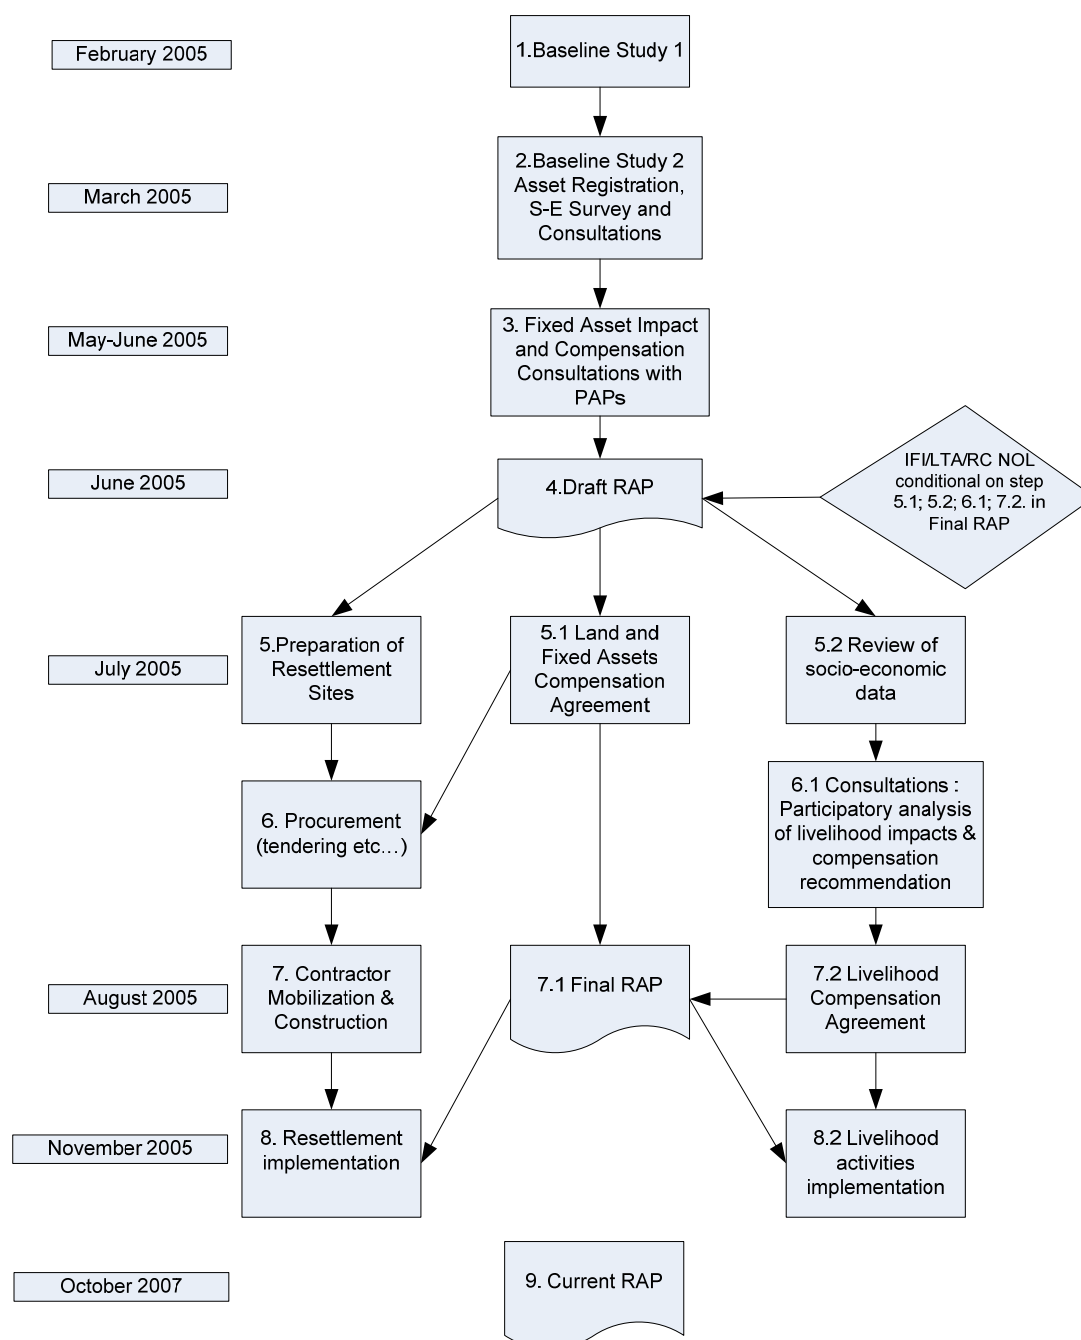 February 2005
1.Baseline Study 1
March 2005
2.Baseline Study 2
Asset Registration,
S-E Survey and
Consultations
May-June 2005
3. Fixed Asset Impact
and Compensation
Consultations with
PAPs
June 2005
4.Draft RAP
IFI/LTA/RC NOL
conditional on step
5.1; 5.2; 6.1; 7.2. in
Final RAP
July 2005
5.Preparation of
Resettlement
Sites
5.1 Land and
Fixed Assets
Compensation
Agreement
5.2 Review of
socio-economic
data
6. Procurement
(tendering etc…)
6.1 Consultations :
Participatory analysis
of livelihood impacts &
compensation
recommendation
August 2005
7. Contractor
Mobilization &
Construction
7.1 Final RAP
7.2 Livelihood
Compensation
Agreement
November 2005
8. Resettlement
implementation
8.2 Livelihood
activities
implementation
October 2007
9. Current RAP